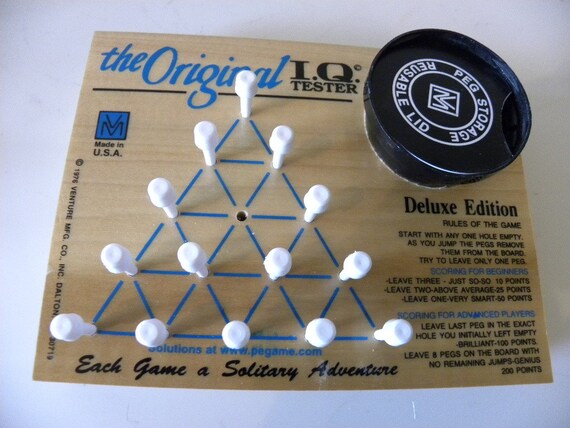 the Original I.Q.©
TESTER
PEG STORAGE
REUSABLE LID
VM
VM
Made in
U.S.A.
© 1976 VENTURE MFG. CO., INC. DALTON,
30719
Deluxe Edition
RULES OF THE GAME
START WITH ANY ONE HOLE EMPTY.
AS YOU JUMP THE PEGS REMOVE
THEM FROM THE BOARD.
TRY TO LEAVE ONLY ONE PEG.
SCORING FOR BEGINNERS
-LEAVE THREE - JUST SO-SO 10 POINTS
-LEAVE TWO-ABOVE AVERAGE-25 POINTS
-LEAVE ONE-VERY SMART-50 POINTS
SCORING FOR ADVANCED PLAYERS
LEAVE LAST PEG IN THE EXACT
HOLE YOU INITIALLY LEFT EMPTY
-BRILLIANT-100 POINTS.
LEAVE 8 PEGS ON THE BOARD WITH
NO REMAINING JUMPS-GENIUS
200 POINTS
Solutions at www.pegame.com
Each Game a Solitary Adventure